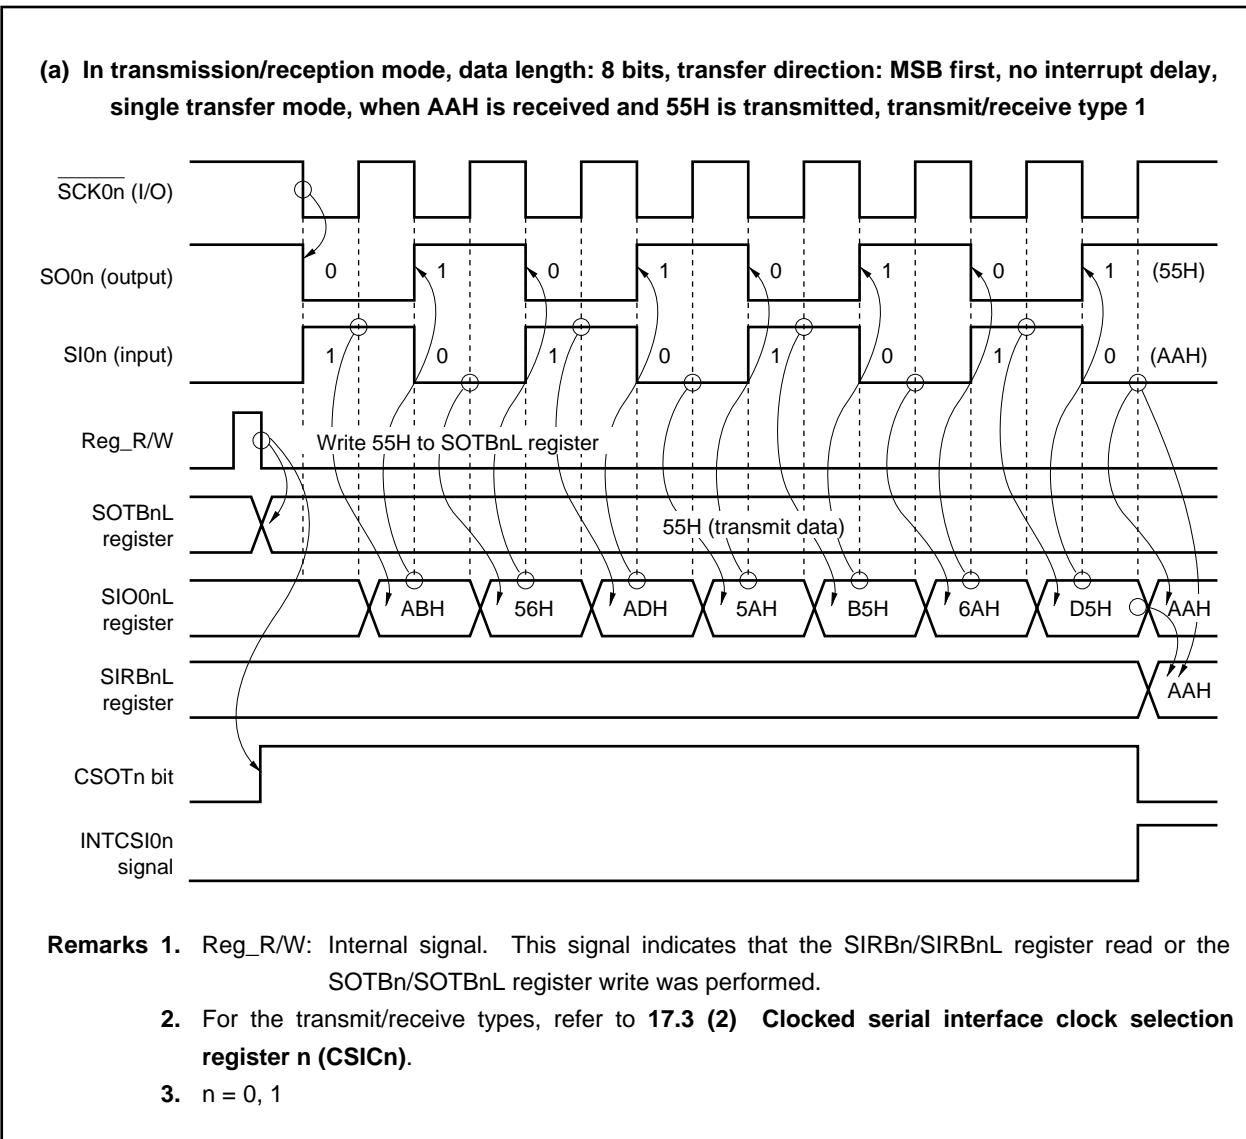 (a) In transmission/reception mode, data length: 8 bits, transfer direction: MSB first, no interrupt delay,
single transfer mode, when AAH is received and 55H is transmitted, transmit/receive type 1
SCK0n (I/O)
SO0n (output)
0 1 0 1 0 1 0 1 (55H)
SI0n (input)
1 0 1 0 1 0 1 0 (AAH)
Reg_R/W
Write 55H to SOTBnL register
SOTBnL
register
55H (transmit data)
SIO0nL
register
ABH 56H ADH 5AH B5H 6AH D5H AAH
SIRBnL
register
AAH
CSOTn bit
INTCSI0n
signal
Remarks 1. Reg_R/W: Internal signal. This signal indicates that the SIRBn/SIRBnL register read or the
SOTBn/SOTBnL register write was performed.
2. For the transmit/receive types, refer to 17.3 (2) Clocked serial interface clock selection
register n (CSICn).
3. n = 0, 1